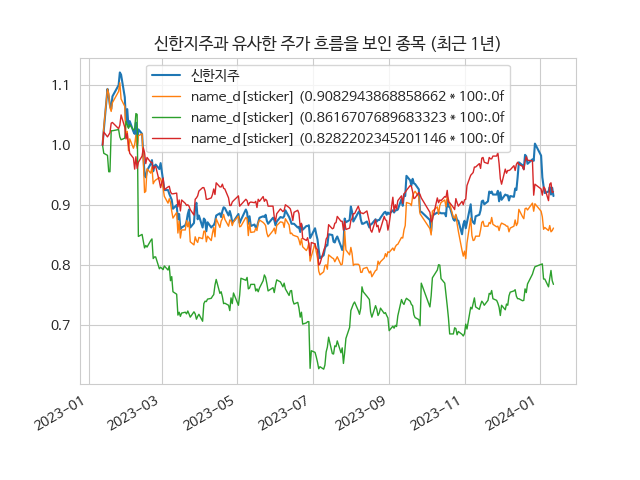 신한지주과 유사한 주가 흐름을 보인 종목 (최근 1년)
신한지주
name_d[sticker] (0.9082943868858662 * 100:.0f
name_d[sticker] (0.8616707689683323 * 100:.0f
name_d[sticker] (0.8282202345201146 * 100:.0f
1.1
1.0
0.9
0.8
0.7
2023-01
2023-03
2023-05
2023-07
2023-09
2023-11
2024-01